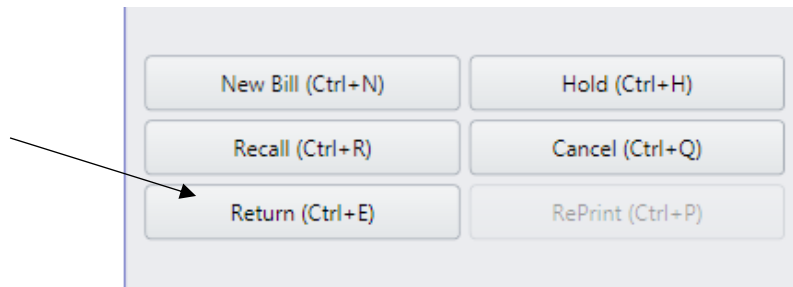 New Bill (Ctrl+N) Hold (Ctrl+H)
Recall (Ctrl+R) Cancel (Ctrl+Q)
Return (Ctrl+E) RePrint (Ctrl+P)